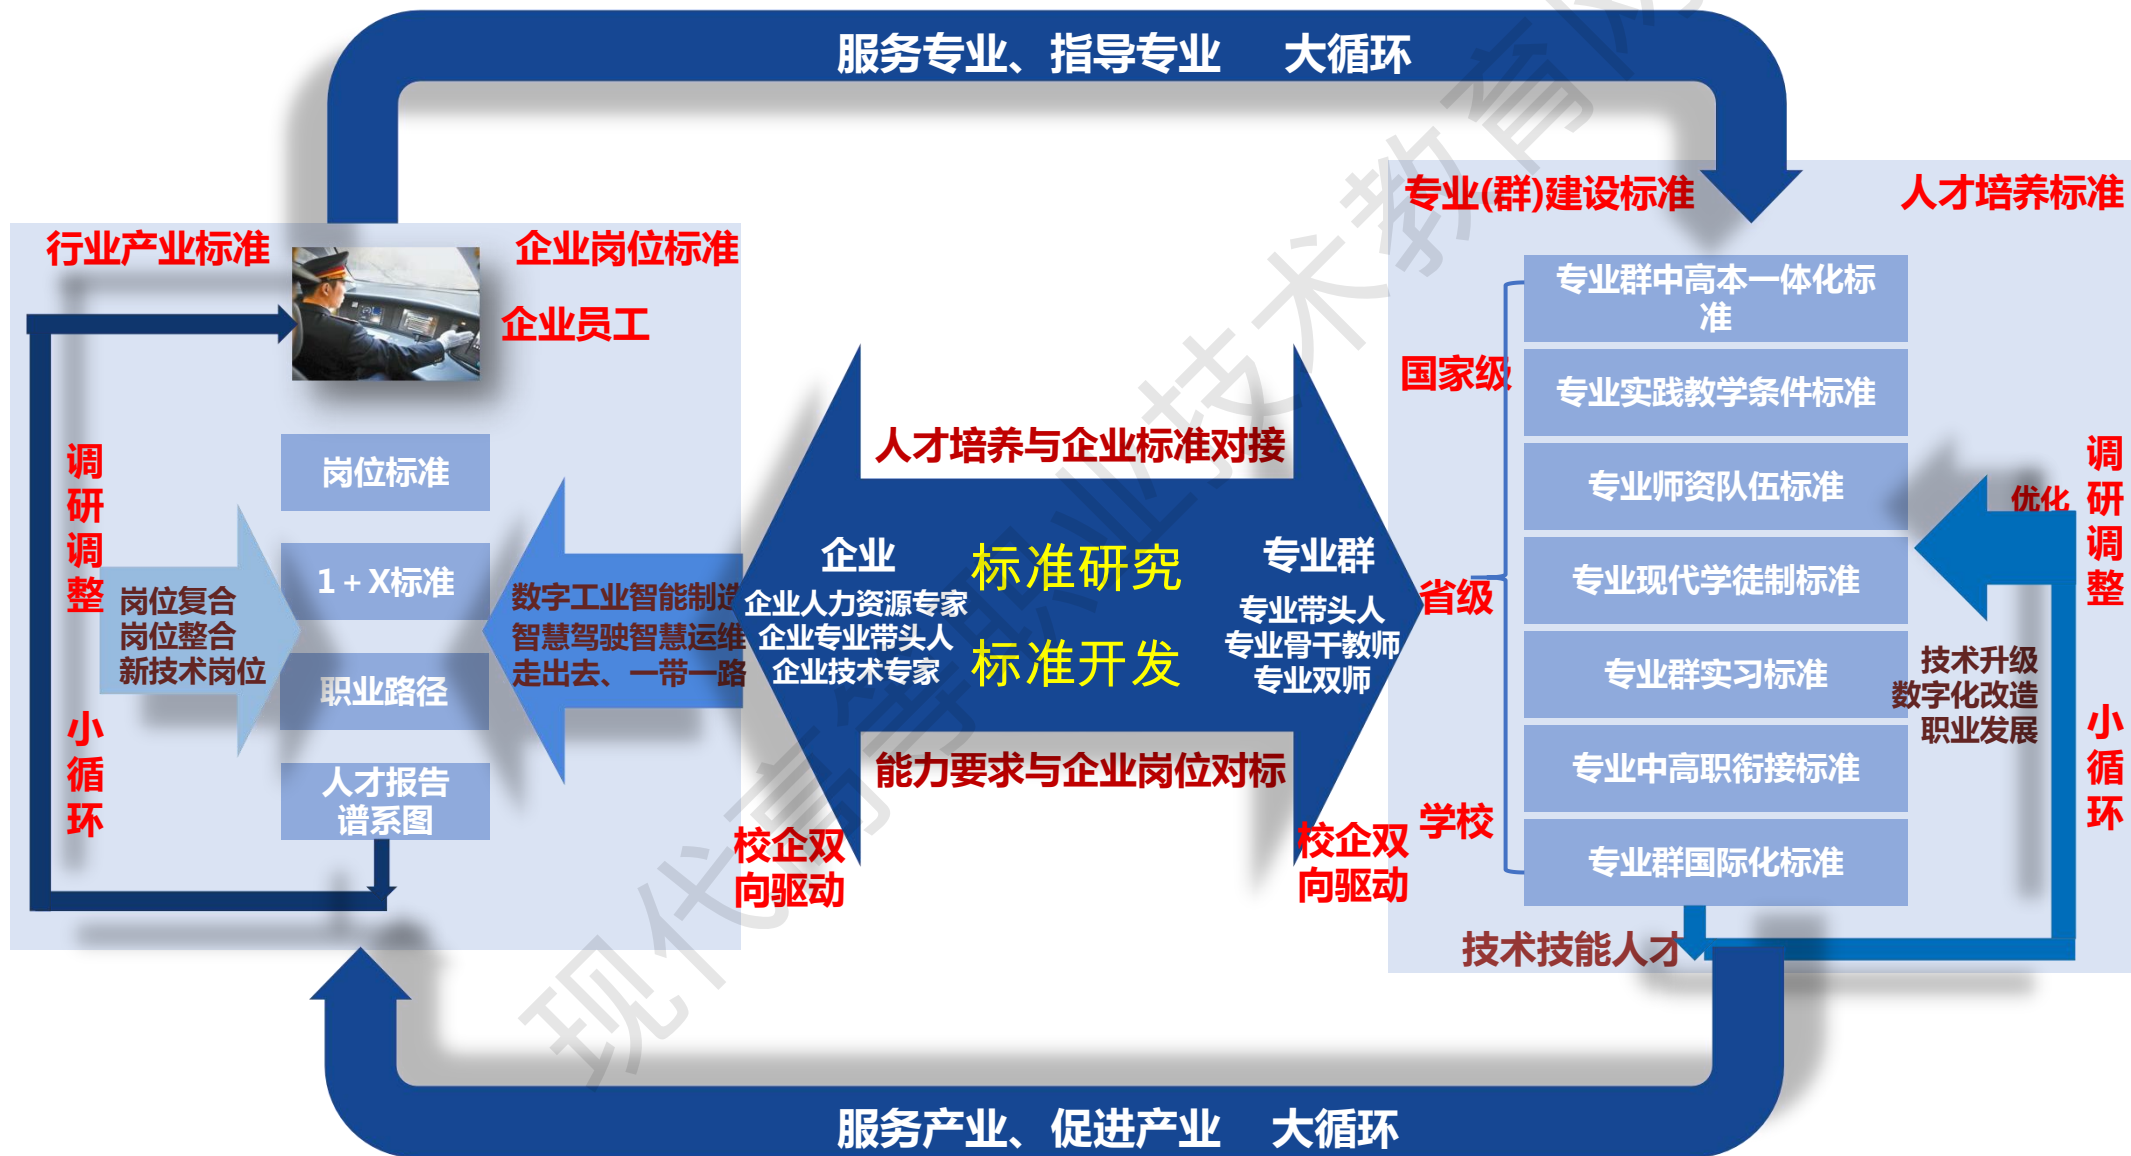 服务专业、指导专业 大循环
行业产业标准
企业岗位标准
企业员工
调研调整
小循环
岗位标准
1+X标准
职业路径
人才报告
谱系图
岗位复合
岗位整合
新技术岗位
数字工业智能制造
智慧驾驶智慧运维
走出去、一带一路
人才培养与企业标准对接
企业
企业人力资源专家
企业专业带头人
企业技术专家
标准研究
标准开发
专业群
专业带头人
专业骨干教师
专业双师
能力要求与企业岗位对标
校企双
向驱动
校企双
向驱动
专业(群)建设标准
人才培养标准
国家级
省级
学校
专业群中高本一体化标
准
专业实践教学条件标准
专业师资队伍标准
专业现代学徒制标准
专业群实习标准
专业中高职衔接标准
专业群国际化标准
优化
调研调整
小循环
技术升级
数字化改造
职业发展
技术技能人才
服务产业、促进产业 大循环
现代高等职业技术教育网